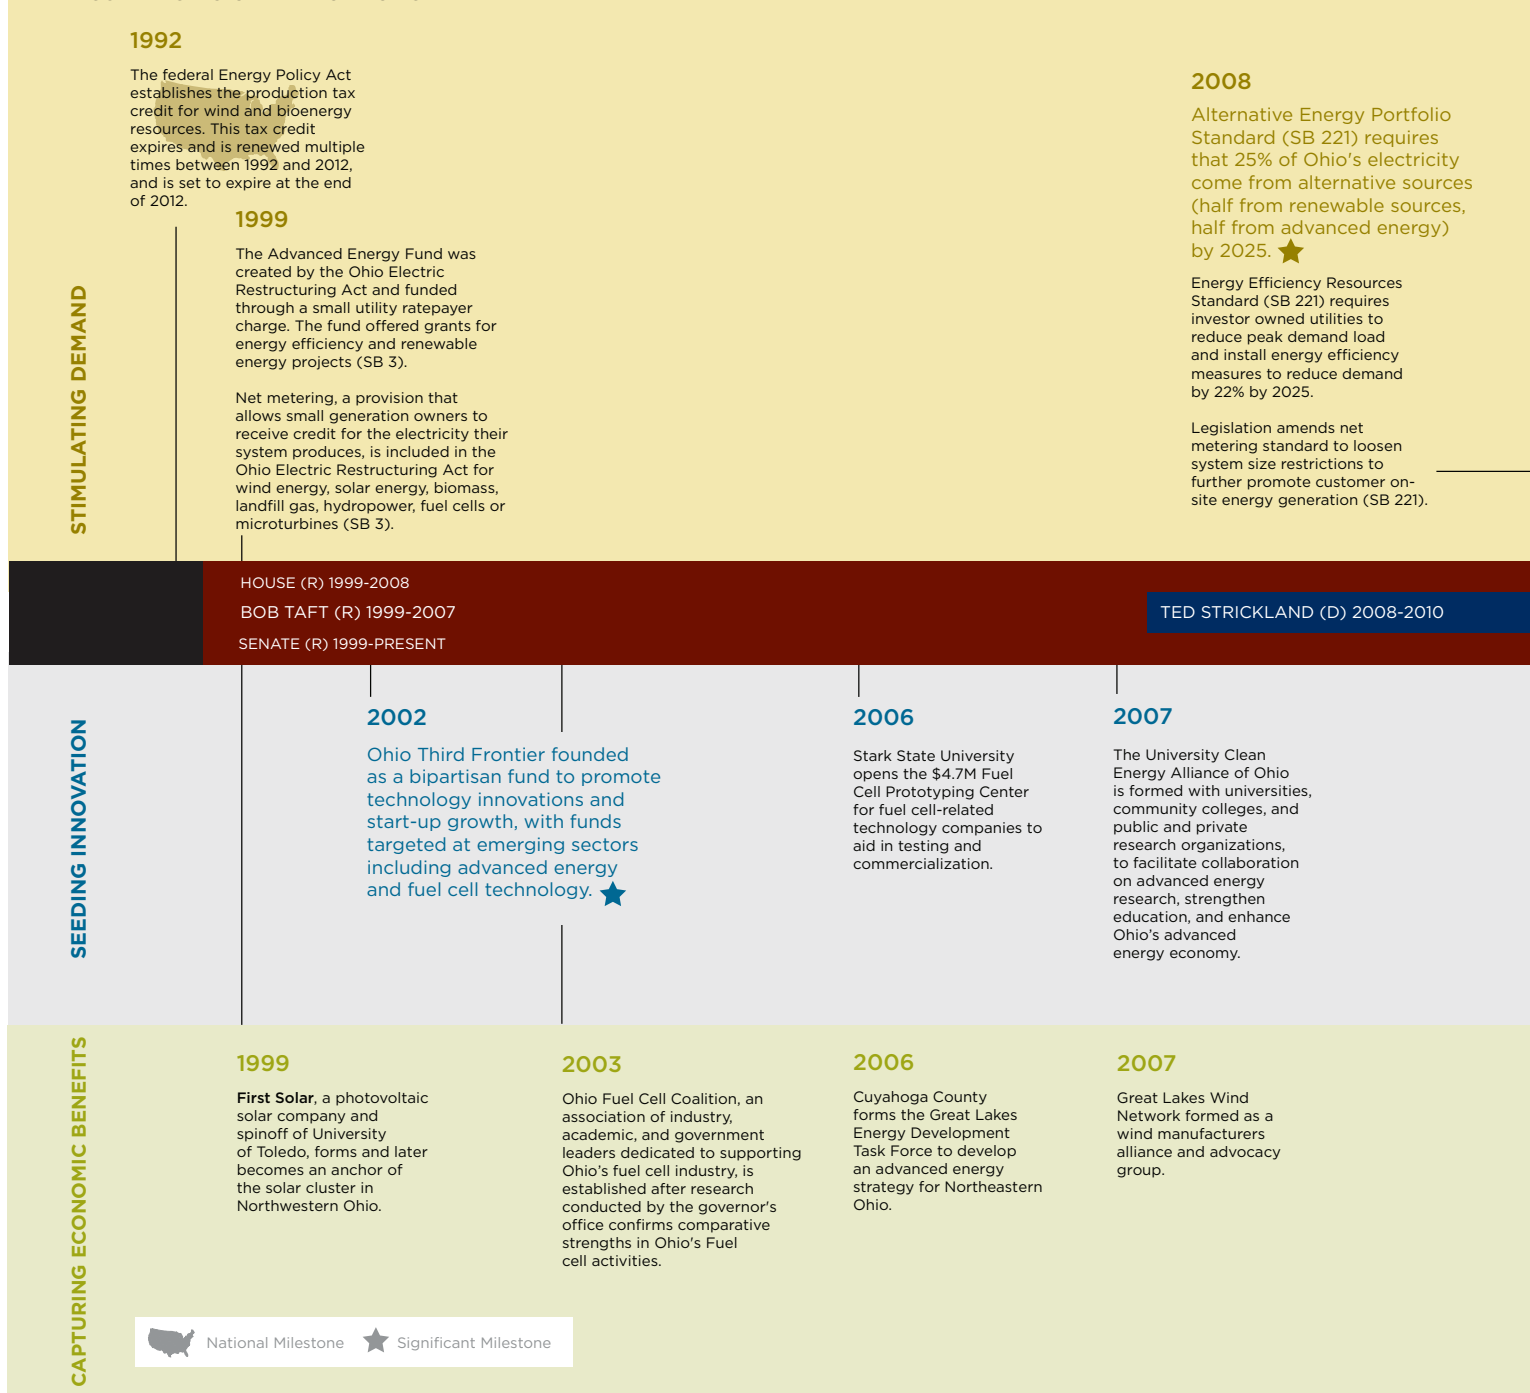 1992
The federal Energy Policy Act
establishes the production tax
credit for wind and bioenergy
resources. This tax credit
expires and is renewed multiple
times between 1992 and 2012,
and is set to expire at the end
of 2012.
1999
The Advanced Energy Fund was
created by the Ohio Electric
Restructuring Act and funded
through a small utility ratepayer
charge. The fund offered grants for
energy efficiency and renewable
energy projects (SB 3).
Net metering, a provision that
allows small generation owners to
receive credit for the electricity their
system produces, is included in the
Ohio Electric Restructuring Act for
wind energy, solar energy, biomass,
landfill gas, hydropower, fuel cells or
microturbines (SB 3).
2008
Alternative Energy Portfolio
Standard (SB 221) requires
that 25% of Ohio's electricity
come from alternative sources
(half from renewable sources,
half from advanced energy)
by 2025.
Energy Efficiency Resources
Standard (SB 221) requires
investor owned utilities to
reduce peak demand load
and install energy efficiency
measures to reduce demand
by 22% by 2025.
Legislation amends net
metering standard to loosen
system size restrictions to
further promote customer on-
site energy generation (SB 221).
STIMULATING DEMAND
HOUSE (R) 1999-2008
BOB TAFT (R) 1999-2007
SENATE (R) 1999-PRESENT
TED STRICKLAND (D) 2008-2010
SEEDING INNOVATION
2002
Ohio Third Frontier founded
as a bipartisan fund to promote
technology innovations and
start-up growth, with funds
targeted at emerging sectors
including advanced energy
and fuel cell technology.
2006
Stark State University
opens the $4.7M Fuel
Cell Prototyping Center
for fuel cell-related
technology companies to
aid in testing and
commercialization.
2007
The University Clean
Energy Alliance of Ohio
is formed with universities,
community colleges, and
public and private
research organizations,
to facilitate collaboration
on advanced energy
research, strengthen
education, and enhance
Ohio’s advanced
energy economy.
CAPTURING ECONOMIC BENEFITS
1999
First Solar, a photovoltaic
solar company and
spinoff of University
of Toledo, forms and later
becomes an anchor of
the solar cluster in
Northwestern Ohio.
2003
Ohio Fuel Cell Coalition, an
association of industry,
academic, and government
leaders dedicated to supporting
Ohio’s fuel cell industry, is
established after research
conducted by the governor's
office confirms comparative
strengths in Ohio's Fuel
cell activities.
2006
Cuyahoga County
forms the Great Lakes
Energy Development
Task Force to develop
an advanced energy
strategy for Northeastern
Ohio.
2007
Great Lakes Wind
Network formed as a
wind manufacturers
alliance and advocacy
group.
National Milestone
Significant Milestone